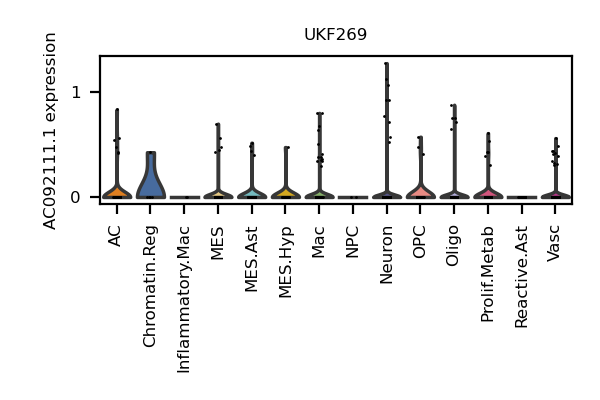 UKF269
AC092111.1 expression
1
0
AC
Chromatin.Reg
Inflammatory.Mac
MES
MES.Ast
MES.Hyp
Mac
NPC
Neuron
OPC
Oligo
Prolif.Metab
Reactive.Ast
Vasc